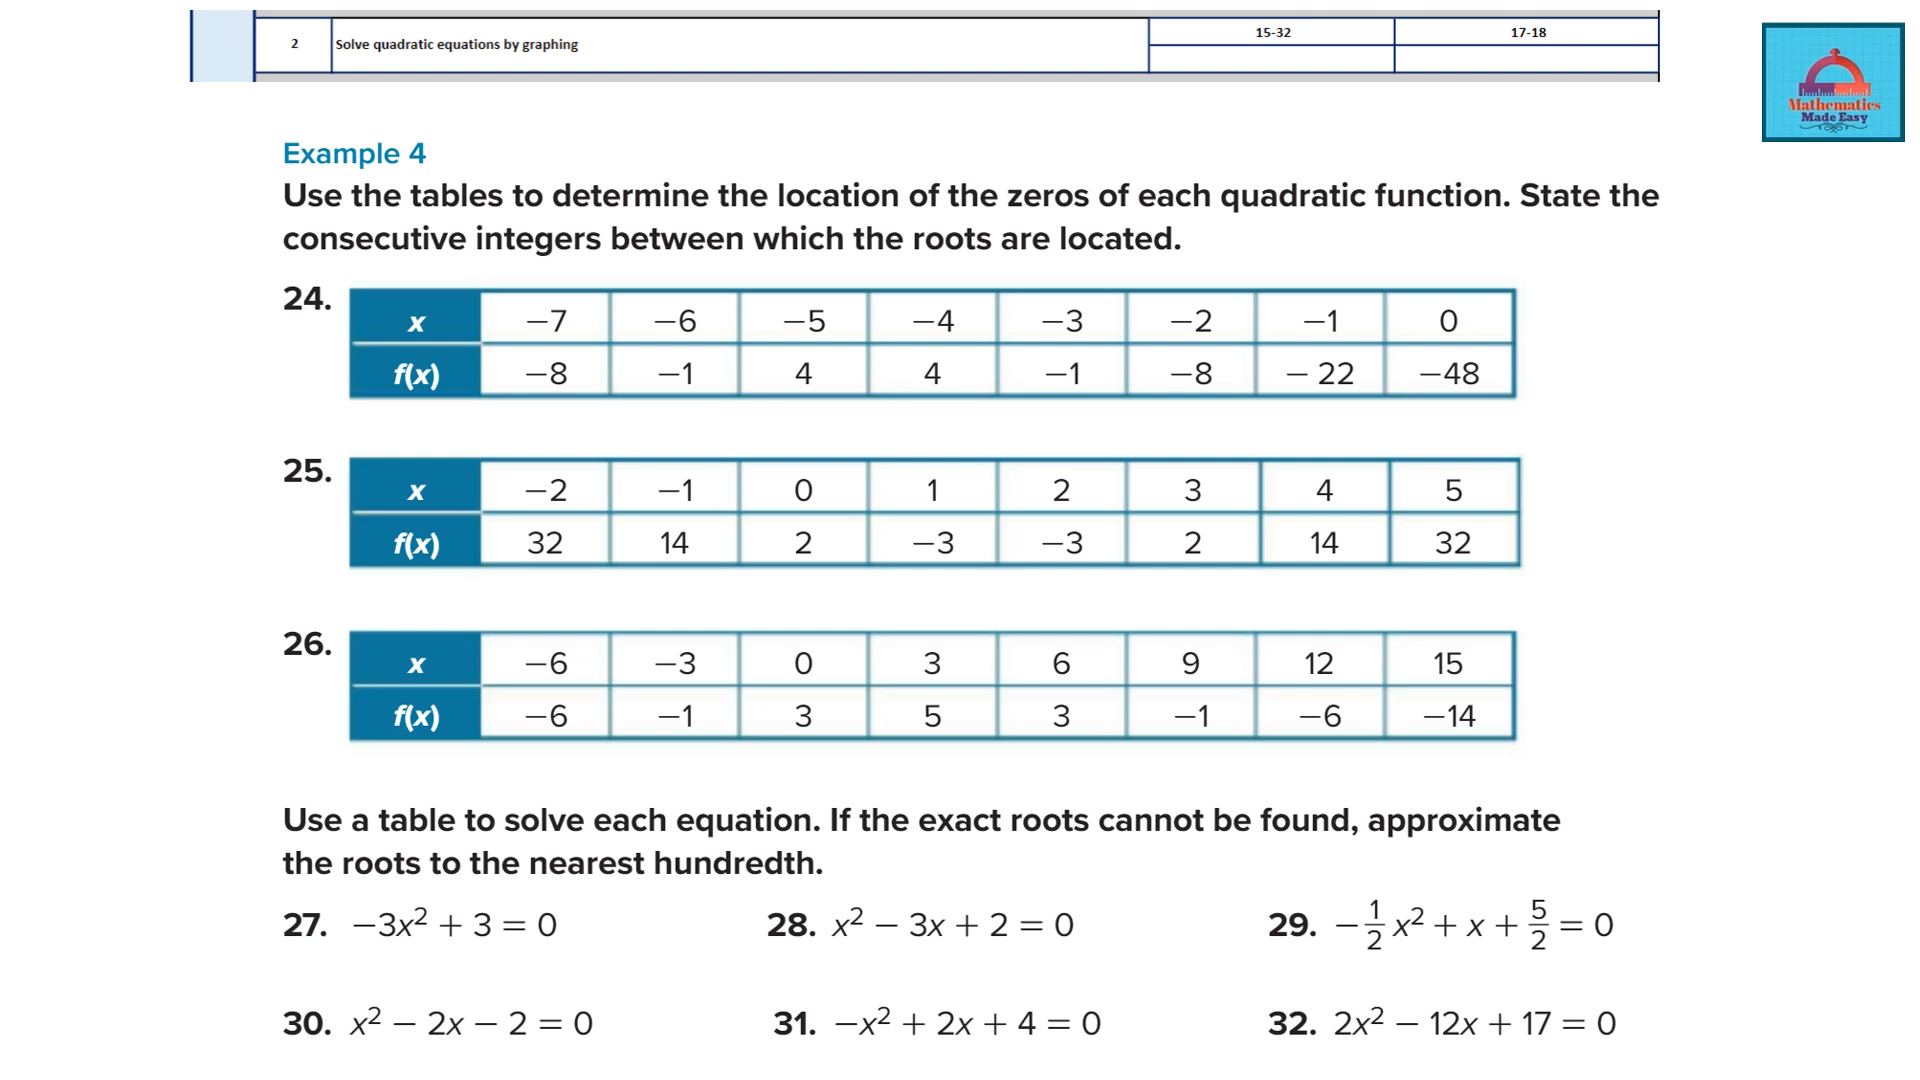 2 Solve quadratic equations by graphing 15-32 17-18
Mathematics
Made Easy
Example 4
Use the tables to determine the location of the zeros of each quadratic function. State the
consecutive integers between which the roots are located.
24.
x −7 −6 −5 −4 −3 −2 −1 0
f(x) −8 −1 4 4 −1 −8 − 22 −48
25.
x −2 −1 0 1 2 3 4 5
f(x) 32 14 2 −3 −3 2 14 32
26.
x −6 −3 0 3 6 9 12 15
f(x) −6 −1 3 5 3 −1 −6 −14
Use a table to solve each equation. If the exact roots cannot be found, approximate
the roots to the nearest hundredth.
27. −3x² + 3 = 0 28. x² − 3x + 2 = 0 29. −1/2 x² + x + 5/2 = 0
30. x² − 2x − 2 = 0 31. −x² + 2x + 4 = 0 32. 2x² − 12x + 17 = 0